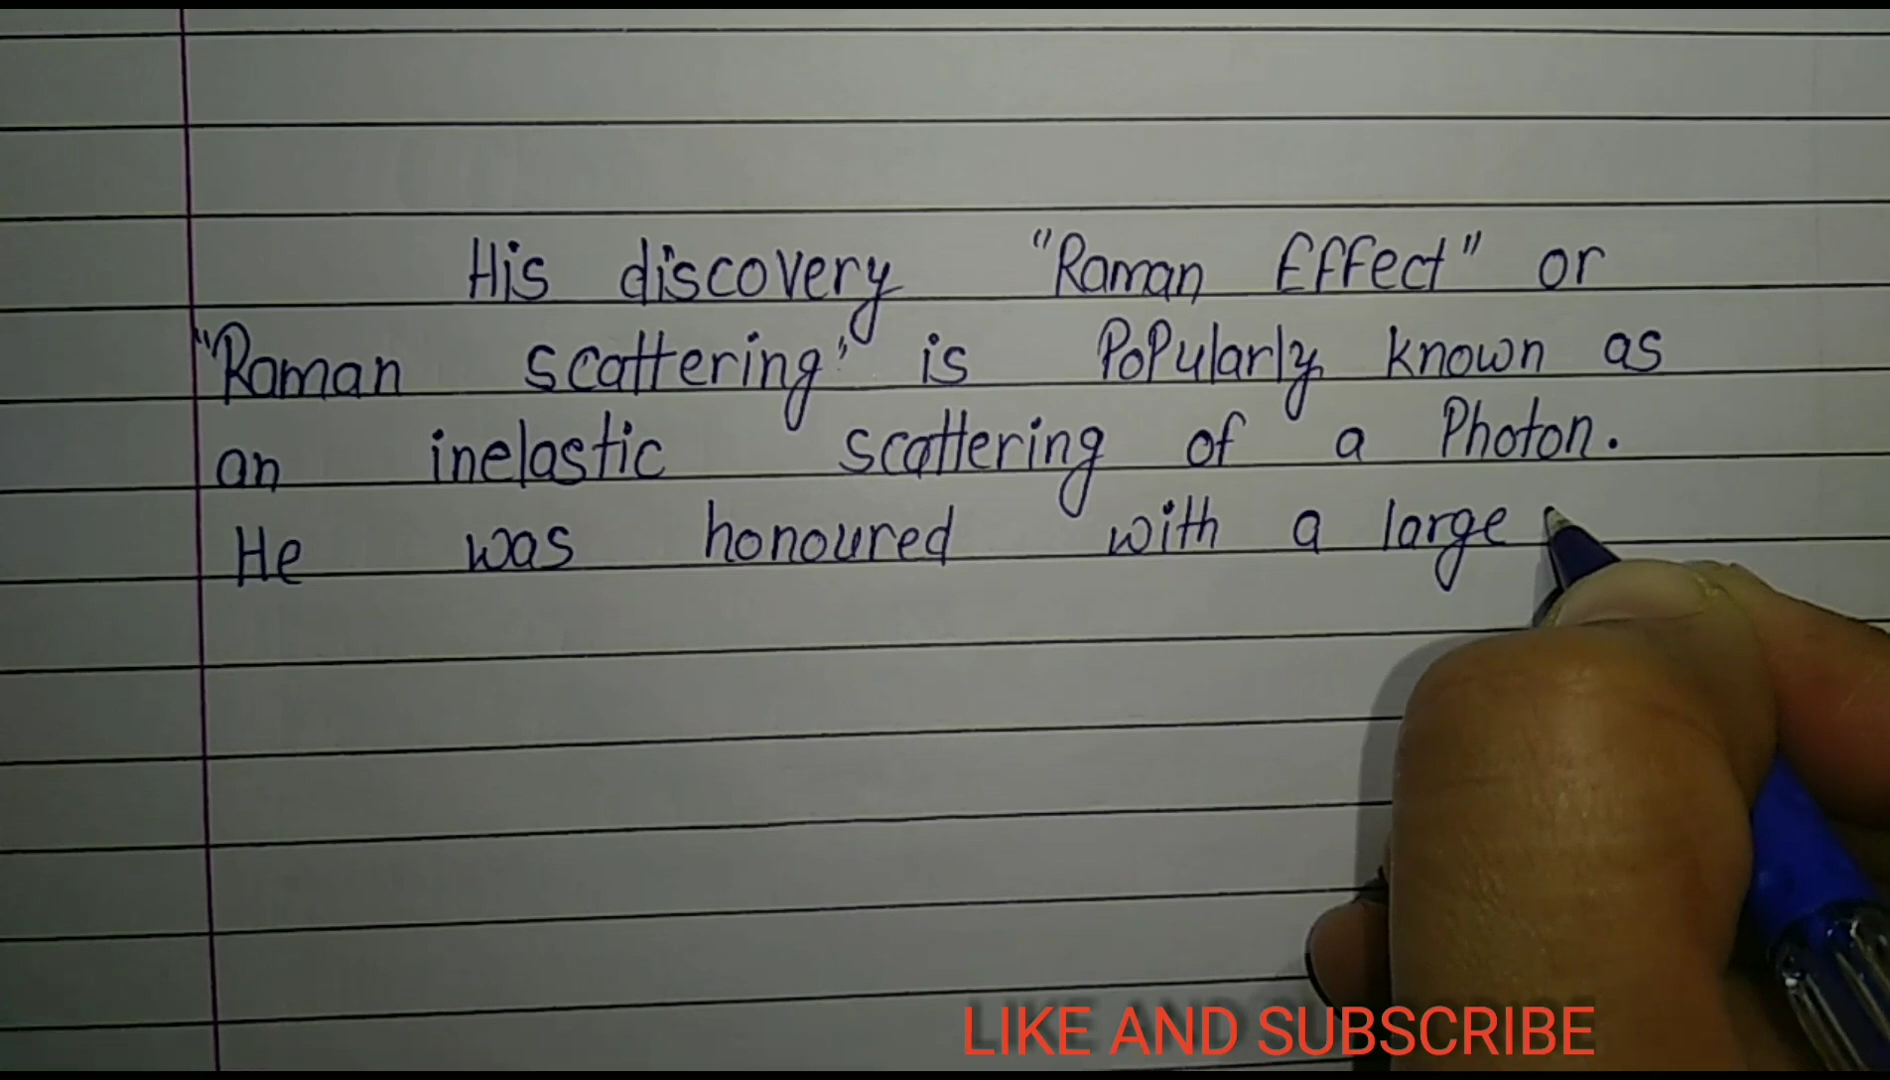 His discovery "Raman Effect" or
"Raman scattering" is Popularly known as
an inelastic scattering of a Photon.
He was honoured with a large
LIKE AND SUBSCRIBE